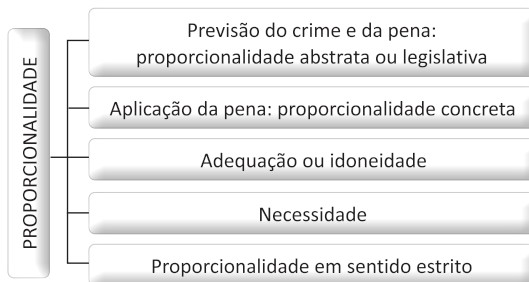 PROPORCIONALIDADE
Previsão do crime e da pena:
proporcionalidade abstrata ou legislativa
Aplicação da pena: proporcionalidade concreta
Adequação ou idoneidade
Necessidade
Proporcionalidade em sentido estrito